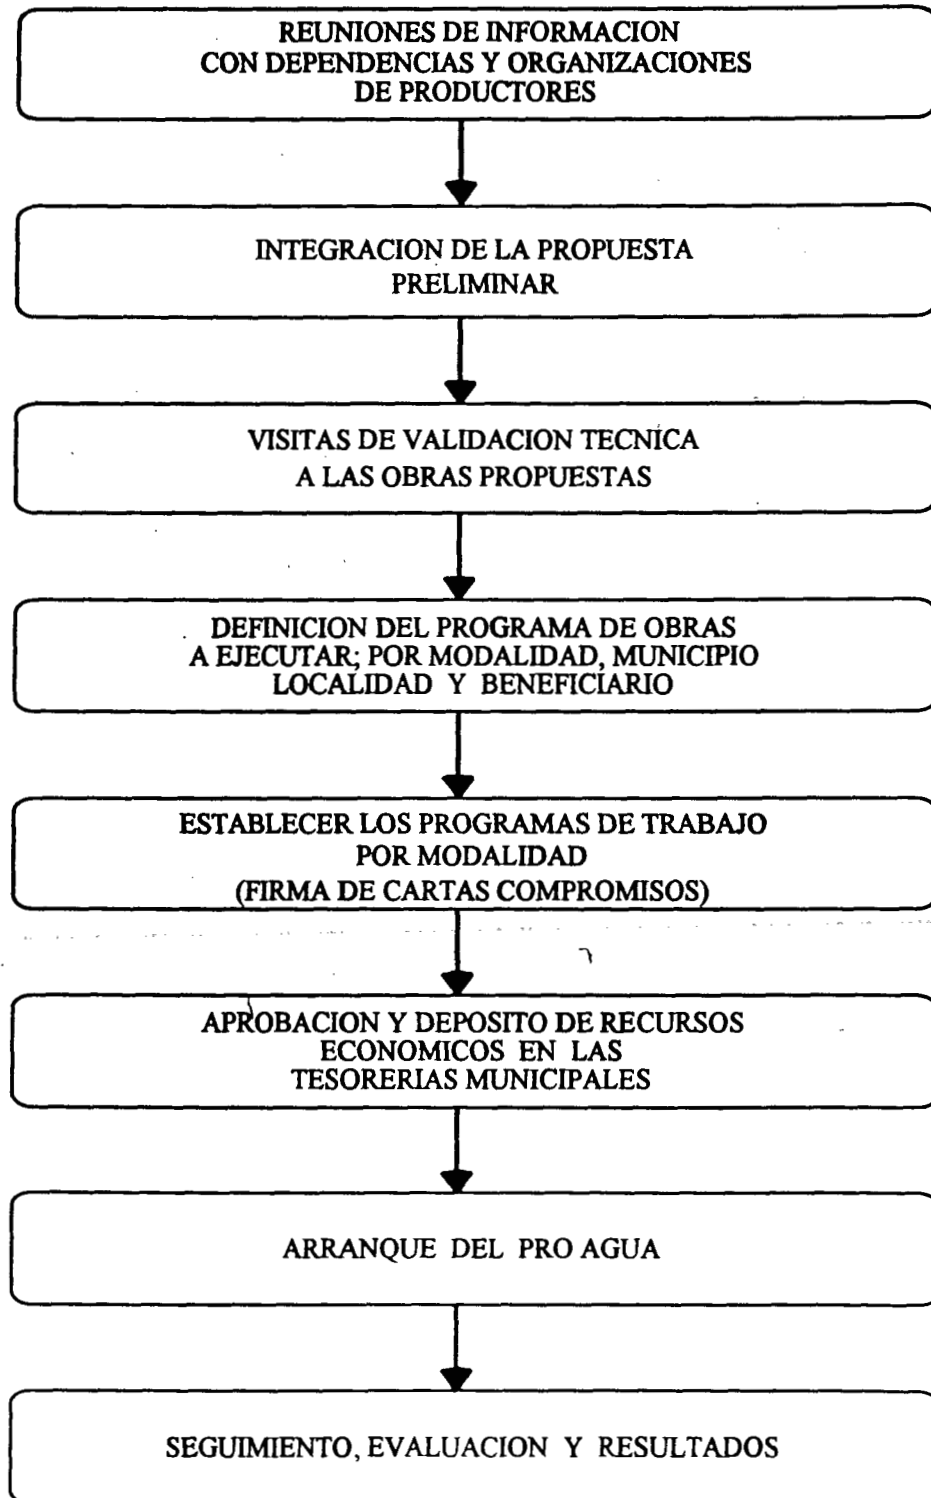 REUNIONES DE INFORMACION
CON DEPENDENCIAS Y ORGANIZACIONES
DE PRODUCTORES
INTEGRACION DE LA PROPUESTA
PRELIMINAR
VISITAS DE VALIDACION TECNICA
A LAS OBRAS PROPUESTAS
DEFINICION DEL PROGRAMA DE OBRAS
A EJECUTAR; POR MODALIDAD, MUNICIPIO
LOCALIDAD Y BENEFICIARIO
ESTABLECER LOS PROGRAMAS DE TRABAJO
POR MODALIDAD
(FIRMA DE CARTAS COMPROMISOS)
APROBACION Y DEPOSITO DE RECURSOS
ECONOMICOS EN LAS
TESORERIAS MUNICIPALES
ARRANQUE DEL PRO AGUA
SEGUIMIENTO, EVALUACION Y RESULTADOS